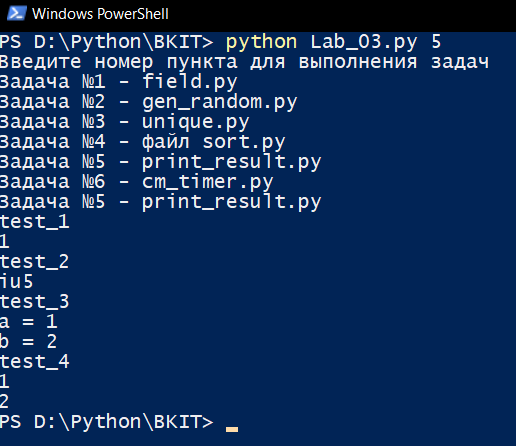 Windows PowerShell
PS D:\Python\BKIT> python Lab_03.py 5
Введите номер пункта для выполнения задач
Задача №1 - field.py
Задача №2 - gen_random.py
Задача №3 - unique.py
Задача №4 - файл sort.py
Задача №5 - print_result.py
Задача №6 - cm_timer.py
Задача №5 - print_result.py
test_1
1
test_2
iu5
test_3
a = 1
b = 2
test_4
1
2
PS D:\Python\BKIT> _